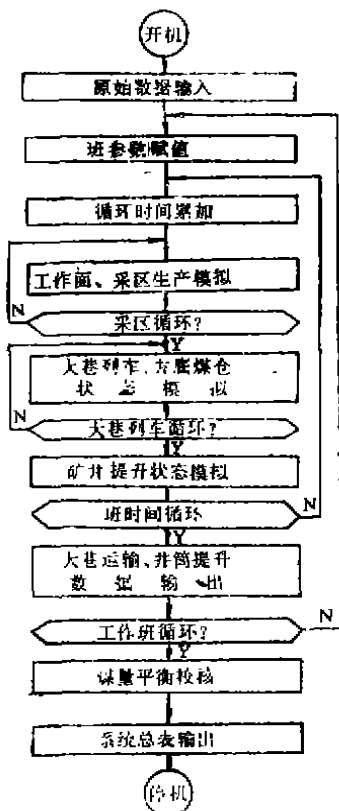 开机
原始数据输入
班参数赋值
循环时间累加
工作面、采区生产模拟
N
采区循环?
Y
大巷列车、井底煤仓
状态模拟
N
大巷列车循环?
Y
矿井提升状态模拟
N
班时间循环
Y
大巷运输、井筒提升
数据输出
N
工作班循环?
Y
煤量平衡校核
系统总表输出
停机